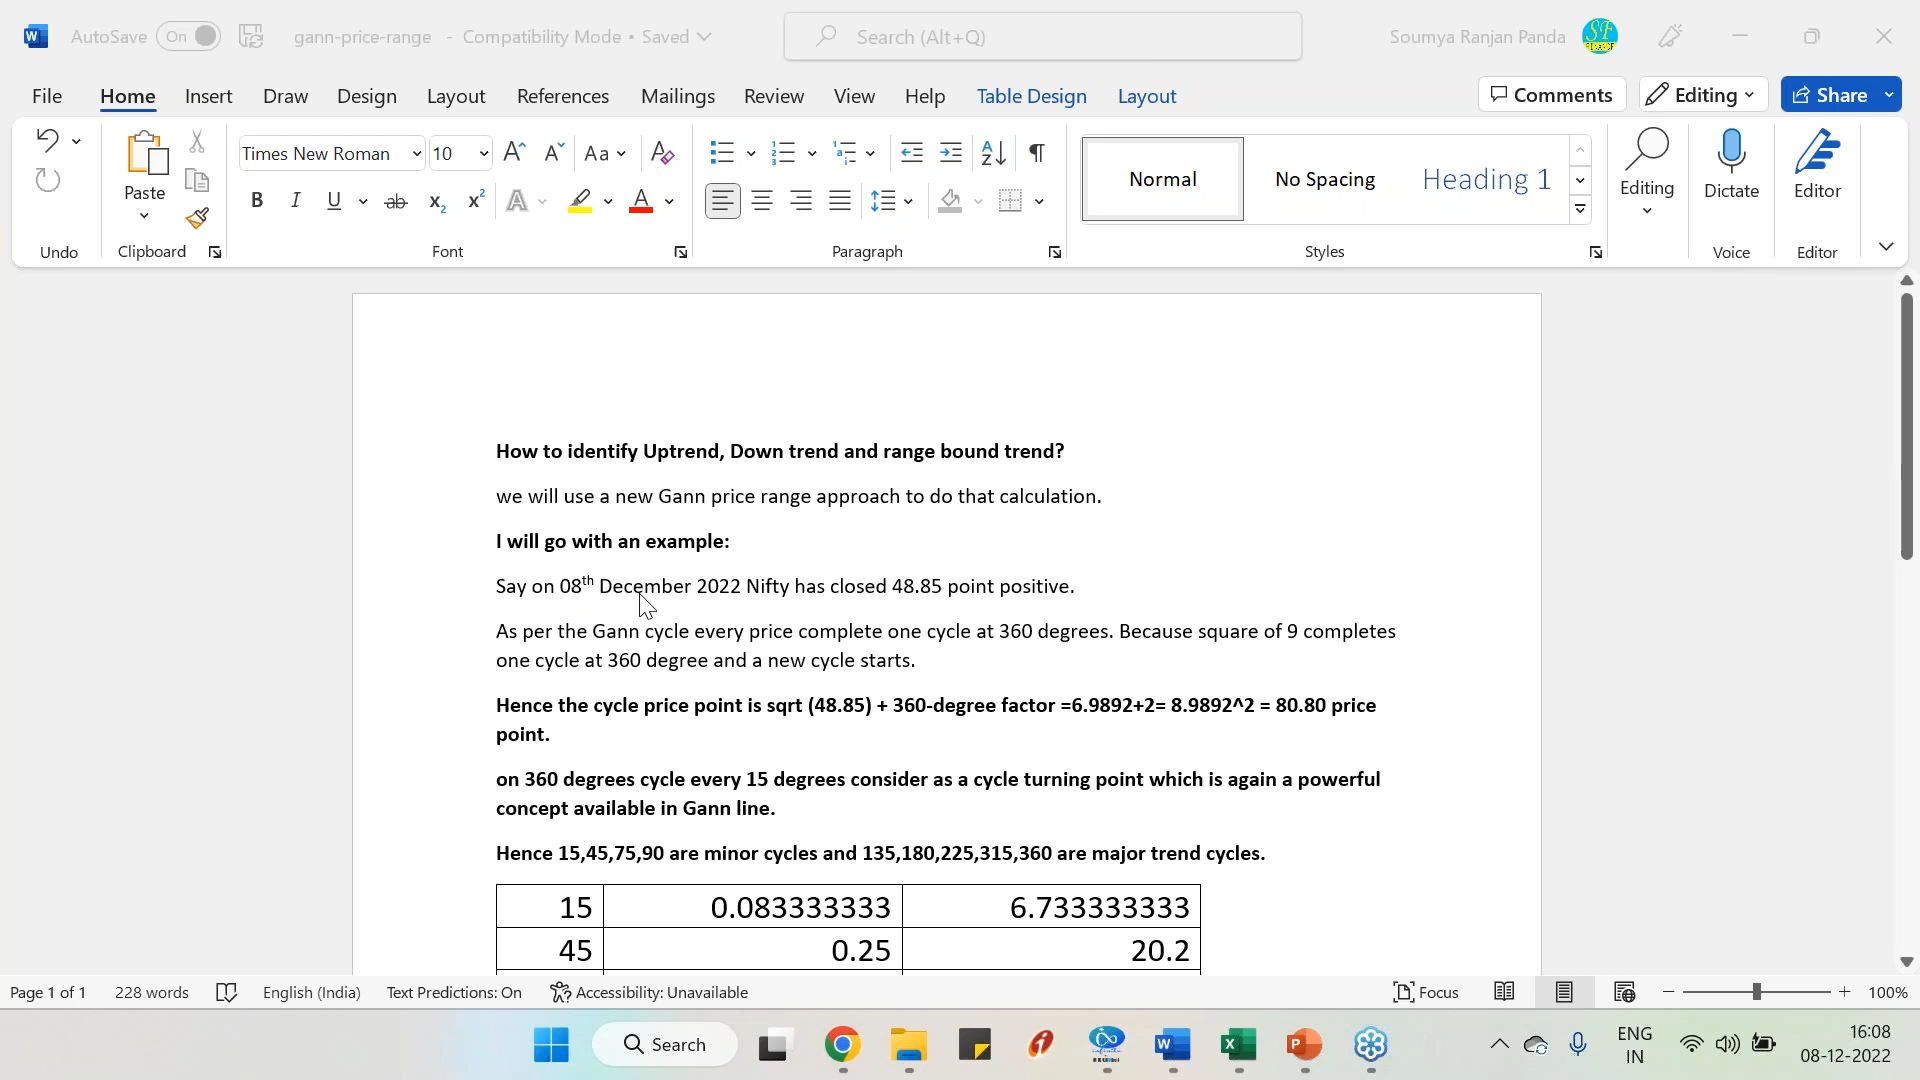 AutoSave On gann-price-range - Compatibility Mode • Saved Search (Alt+Q) Soumya Ranjan Panda
File Home Insert Draw Design Layout References Mailings Review View Help Table Design Layout Comments Editing Share
Times New Roman 10 Aa
Paste Normal No Spacing Heading 1 Editing Dictate Editor
Undo Clipboard Font Paragraph Styles Voice Editor
How to identify Uptrend, Down trend and range bound trend?
we will use a new Gann price range approach to do that calculation.
I will go with an example:
Say on 08th December 2022 Nifty has closed 48.85 point positive.
As per the Gann cycle every price complete one cycle at 360 degrees. Because square of 9 completes
one cycle at 360 degree and a new cycle starts.
Hence the cycle price point is sqrt (48.85) + 360-degree factor =6.9892+2= 8.9892^2 = 80.80 price
point.
on 360 degrees cycle every 15 degrees consider as a cycle turning point which is again a powerful
concept available in Gann line.
Hence 15,45,75,90 are minor cycles and 135,180,225,315,360 are major trend cycles.
15 0.083333333 6.733333333
45 0.25 20.2
Page 1 of 1 228 words English (India) Text Predictions: On Accessibility: Unavailable Focus 100%
Search ENG 16:08
IN 08-12-2022